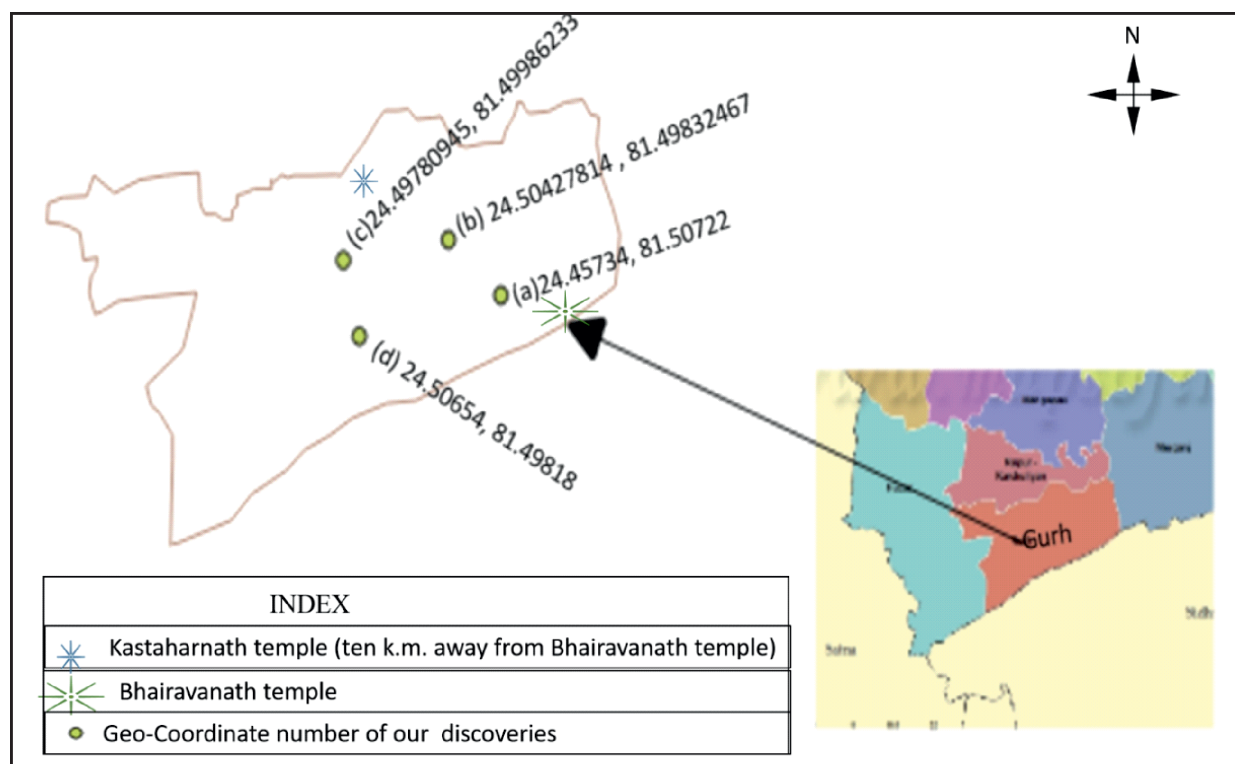 N
(c)24.49780945, 81.49986233
(b) 24.50427814 , 81.49832467
(a)24.45734, 81.50722
(d) 24.50654, 81.49818
Gurh
INDEX
Kastaharnath temple (ten k.m. away from Bhairavanath temple)
Bhairavanath temple
Geo-Coordinate number of our discoveries